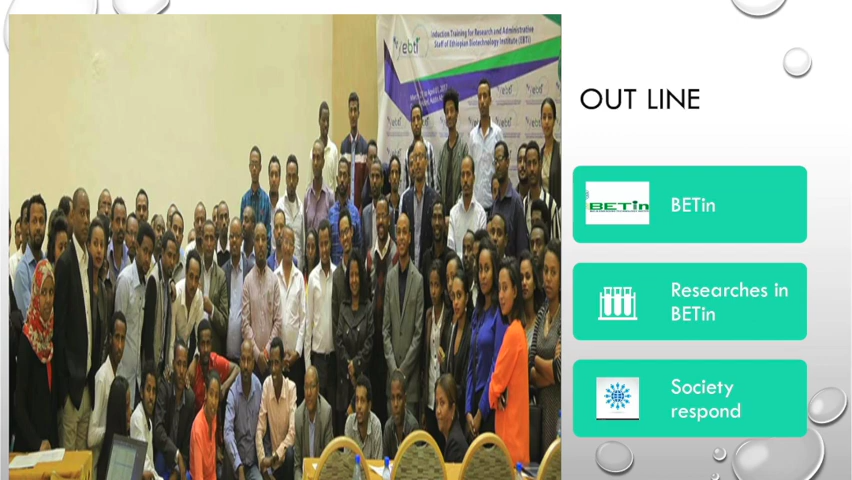 ebti
Induction Training for Research and Administrative
Staff of Ethiopian Biotechnology Institute (EBTi)
OUT LINE
BETin
BETin
Researches in
BETin
Society
respond